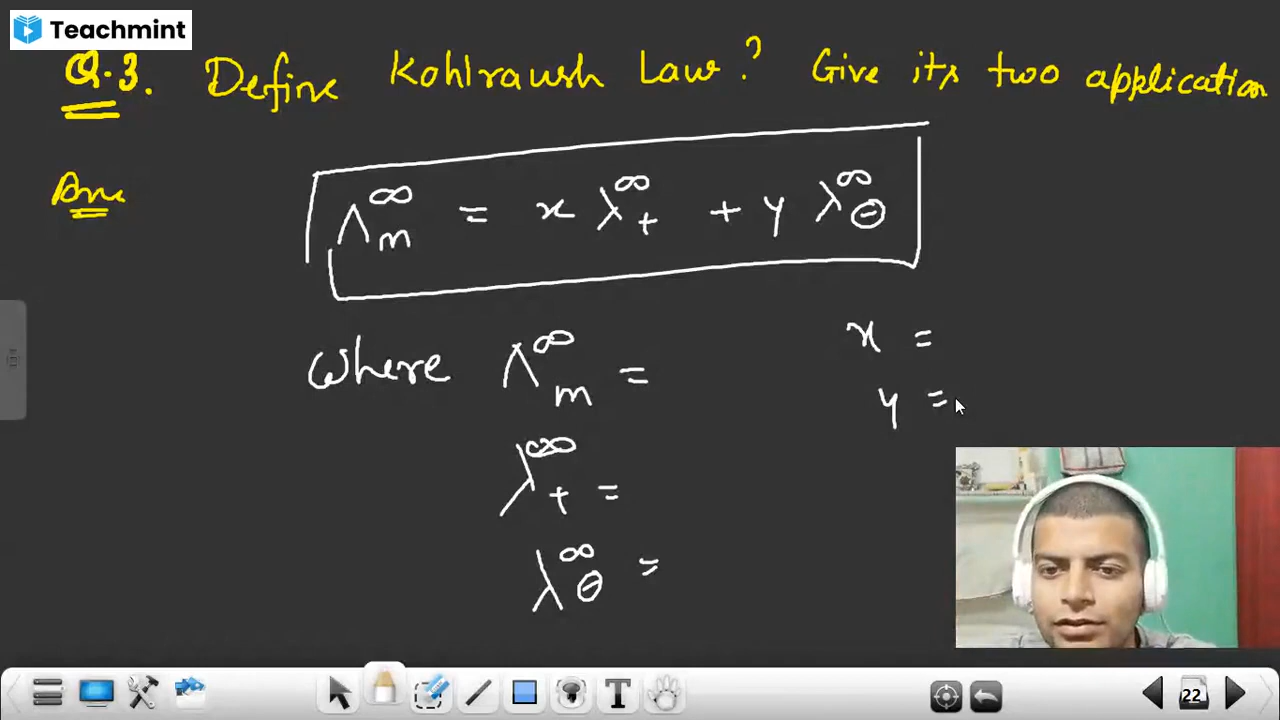 Teachmint
Q.3. Define Kohlraush Law? Give its two application
Ans
Λ∞m = x λ∞+ + y λ∞⊖
where Λ∞m =
x =
y =
λ∞+ =
λ∞⊖ =
T
22